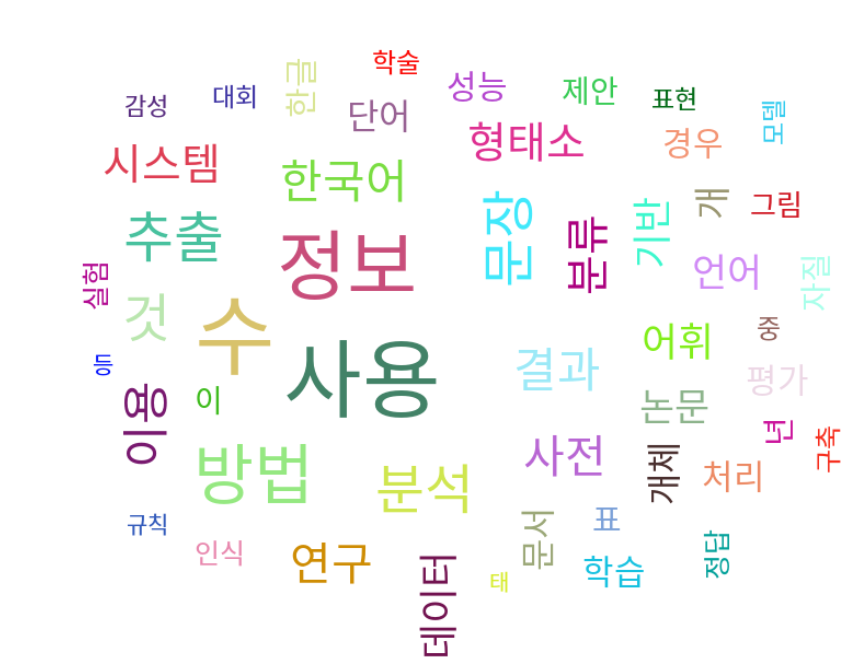 학술
한글
성능
제안
표현
감성
대회
단어
모델
시스템
형태소
경우
한국어
개
그림
추출
정보
문장
분류
기반
언어
자질
실험
것
수
중
어휘
사용
결과
평가
이용
이
논문
년
구축
방법
분석
사전
개체
처리
규칙
문서
표
인식
연구
학습
정답
태
데이터